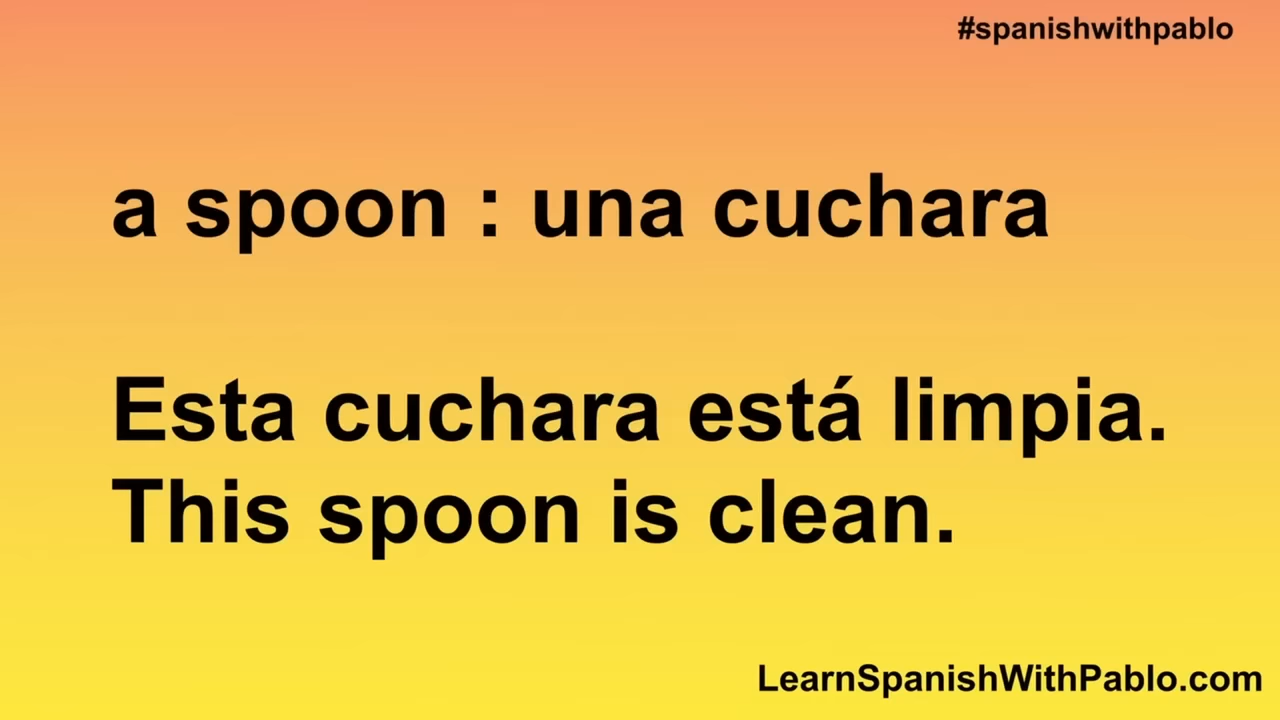 #spanishwithpablo
a spoon : una cuchara
Esta cuchara está limpia.
This spoon is clean.
LearnSpanishWithPablo.com